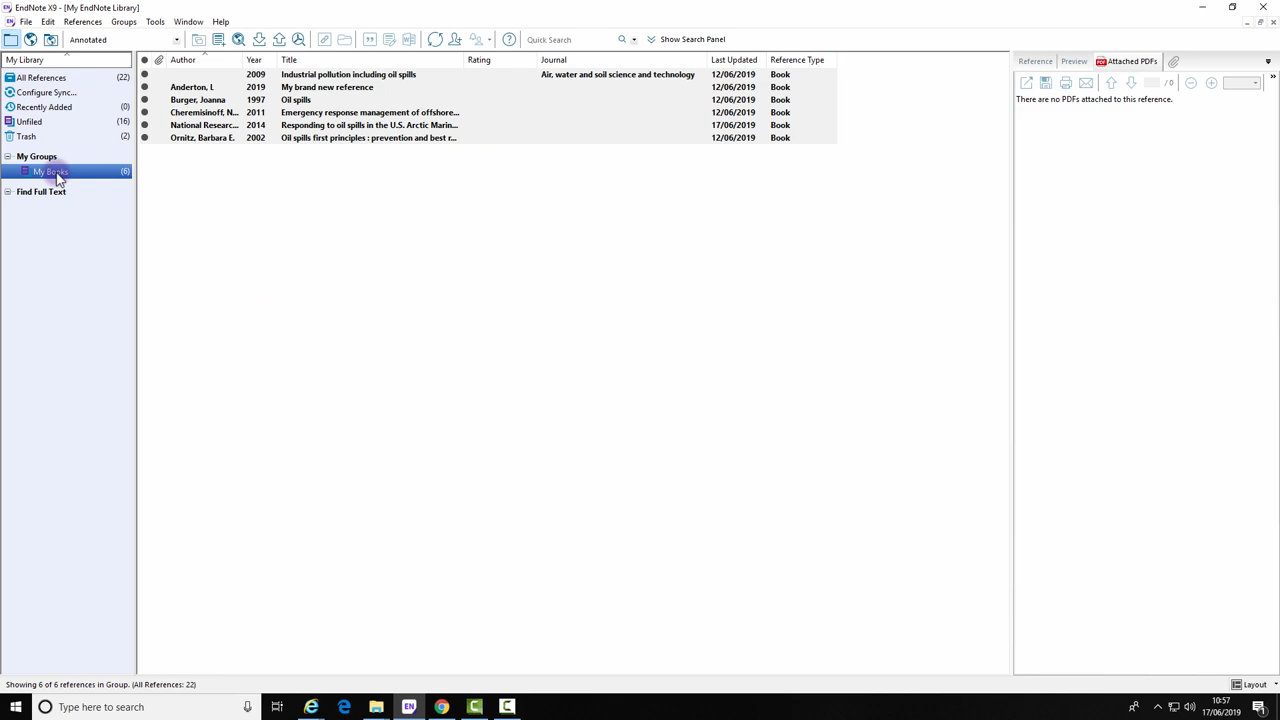 EndNote X9 - [My EndNote Library]
File Edit References Groups Tools Window Help
Annotated Quick Search Show Search Panel
My Library
All References (22)
Configure Sync...
Recently Added (0)
Unfiled (16)
Trash (2)
My Groups
My Books (6)
Find Full Text
Author Year Title Rating Journal Last Updated Reference Type
2009 Industrial pollution including oil spills Air, water and soil science and technology 12/06/2019 Book
Anderton, L 2019 My brand new reference 12/06/2019 Book
Burger, Joanna 1997 Oil spills 12/06/2019 Book
Cheremisinoff, N... 2011 Emergency response management of offshore... 12/06/2019 Book
National Researc... 2014 Responding to oil spills in the U.S. Arctic Marin... 17/06/2019 Book
Ornitz, Barbara E. 2002 Oil spills first principles : prevention and best r... 12/06/2019 Book
Reference Preview PDF Attached PDFs
/ 0
There are no PDFs attached to this reference.
Showing 6 of 6 references in Group. (All References: 22)
Layout
Type here to search
EN
10:57
17/06/2019